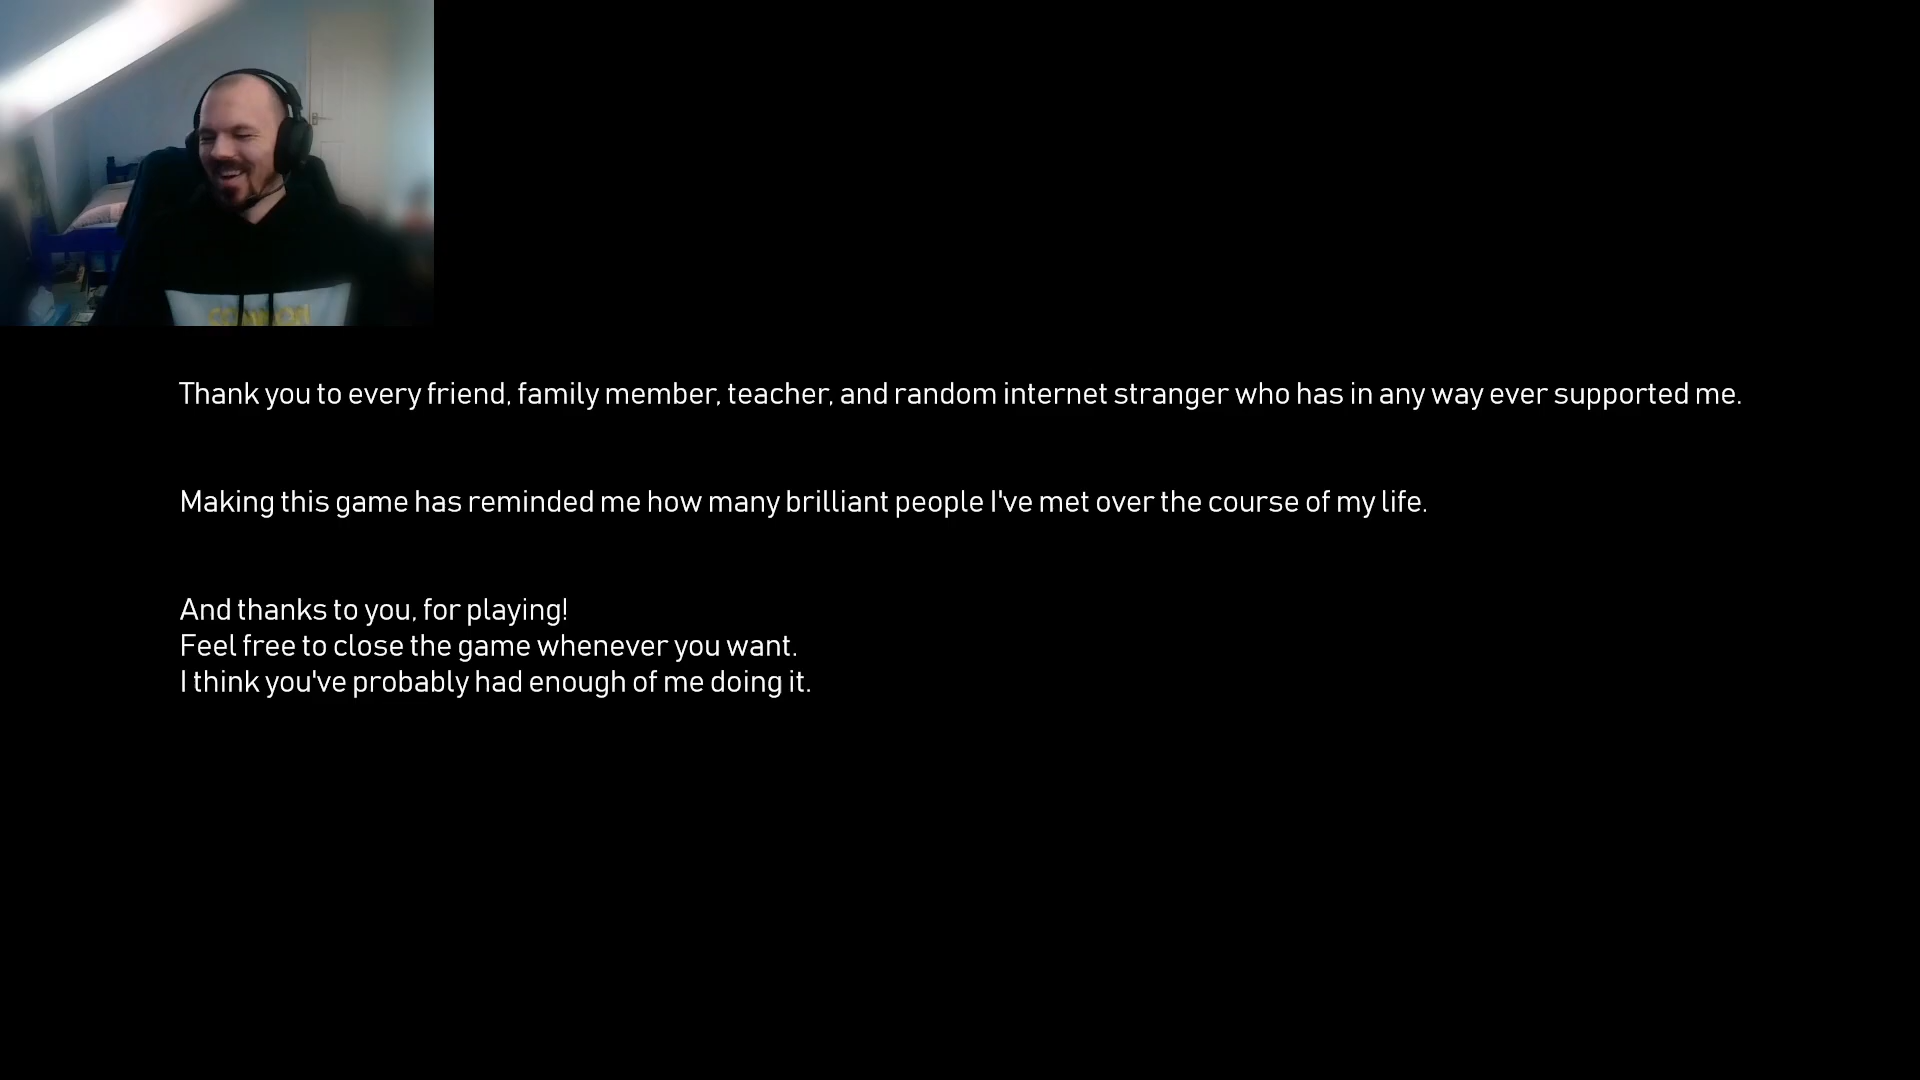 Thank you to every friend, family member, teacher, and random internet stranger who has in any way ever supported me.
Making this game has reminded me how many brilliant people I've met over the course of my life.
And thanks to you, for playing!
Feel free to close the game whenever you want.
I think you've probably had enough of me doing it.